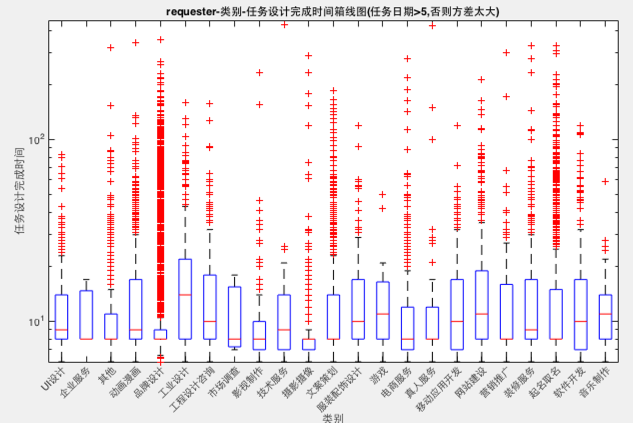 requester-类别-任务设计完成时间箱线图(任务日期>5,否则方差太大)
任务设计完成时间
10²
10¹
UI设计
企业服务
其他
动画漫画
品牌设计
工业设计
工程设计咨询
市场调查
影视制作
技术服务
摄影摄像
文案策划
服装配饰设计
游戏
电商服务
真人服务
移动应用开发
网站建设
营销推广
装修服务
起名取名
软件开发
音乐制作
类别